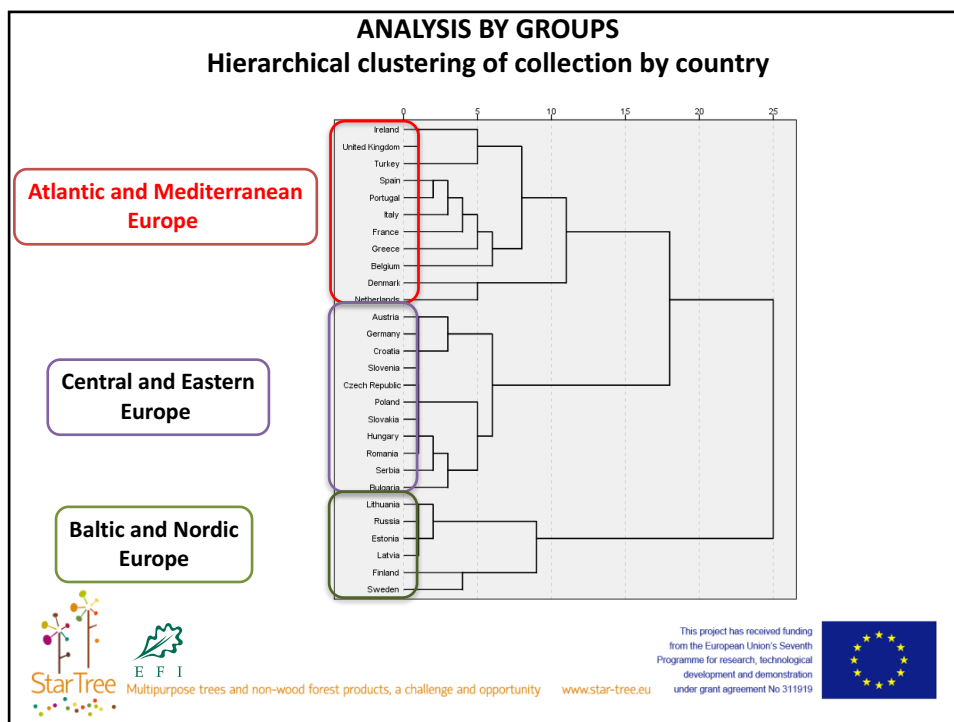 ANALYSIS BY GROUPS
Hierarchical clustering of collection by country
0 5 10 15 20 25
Atlantic and Mediterranean
Europe
Ireland
United Kingdom
Turkey
Spain
Portugal
Italy
France
Greece
Belgium
Denmark
Netherlands
Central and Eastern
Europe
Austria
Germany
Croatia
Slovenia
Czech Republic
Poland
Slovakia
Hungary
Romania
Serbia
Bulgaria
Baltic and Nordic
Europe
Lithuania
Russia
Estonia
Latvia
Finland
Sweden
StarTree
EFI
Multipurpose trees and non-wood forest products, a challenge and opportunity www.star-tree.eu
This project has received funding
from the European Union's Seventh
Programme for research, technological
development and demonstration
under grant agreement No 311919